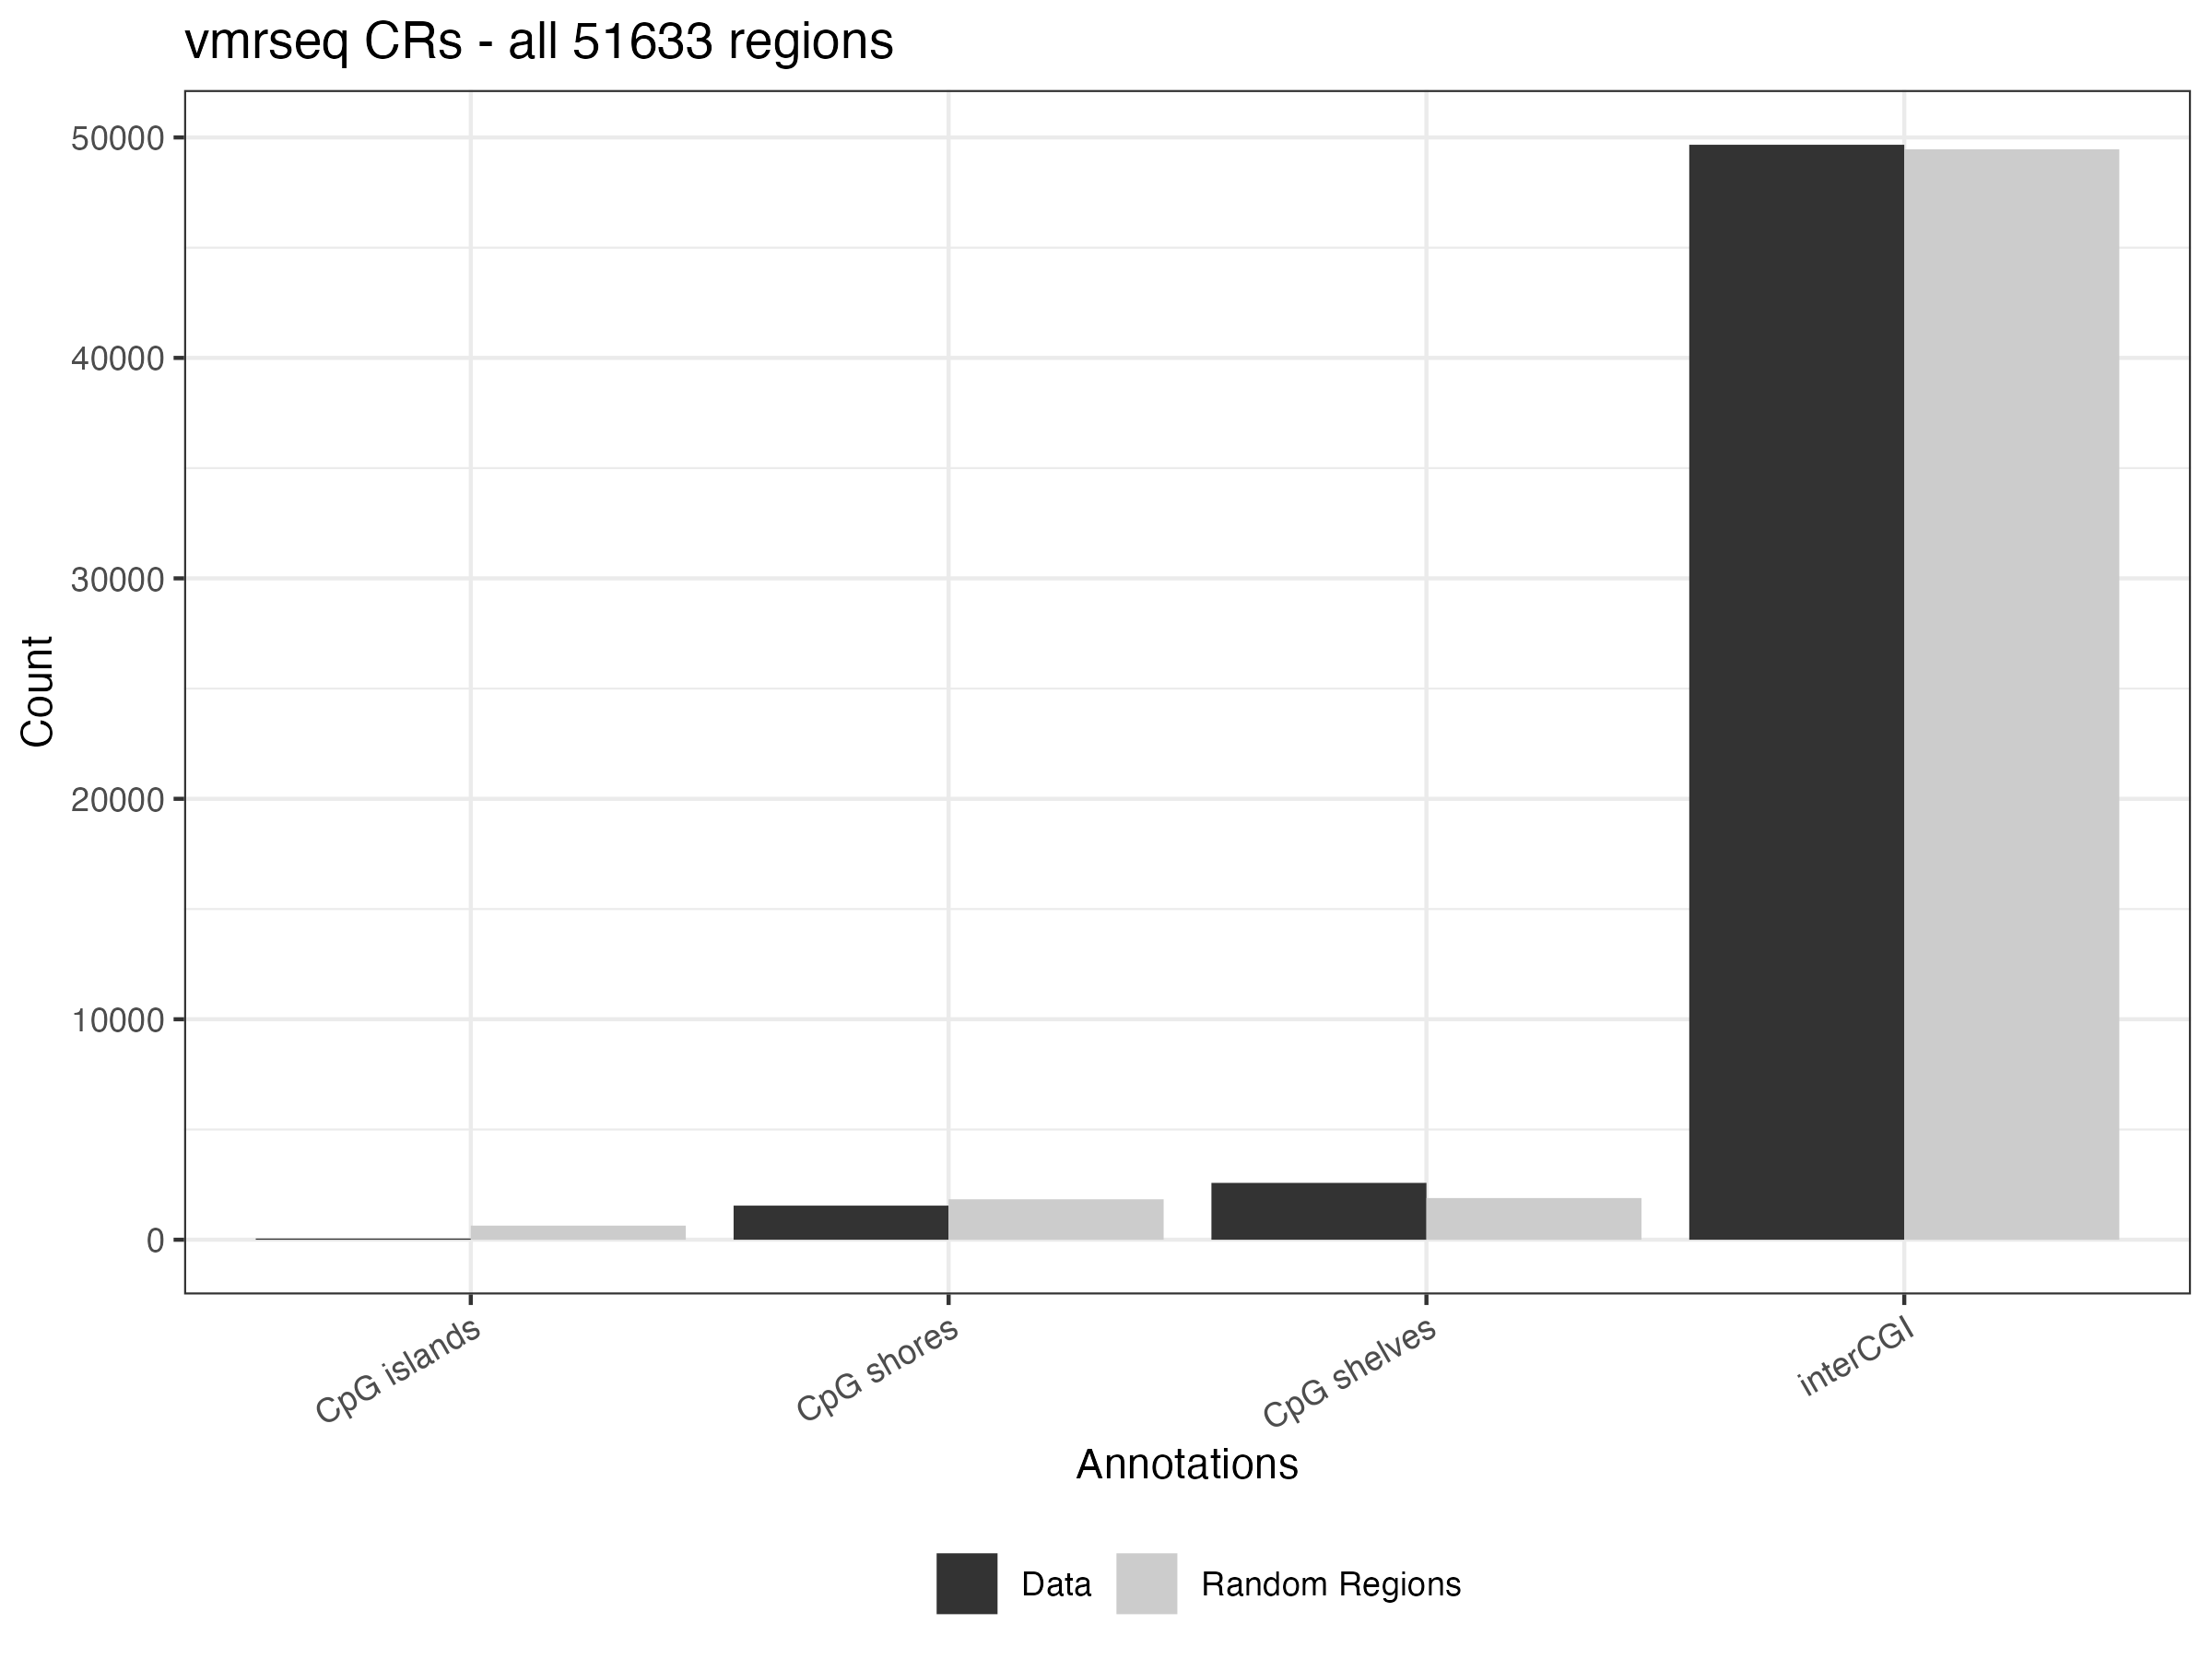 vmrseq CRs - all 51633 regions
50000
40000
30000
20000
10000
0
Count
CpG islands
CpG shores
CpG shelves
interCGI
Annotations
Data
Random Regions